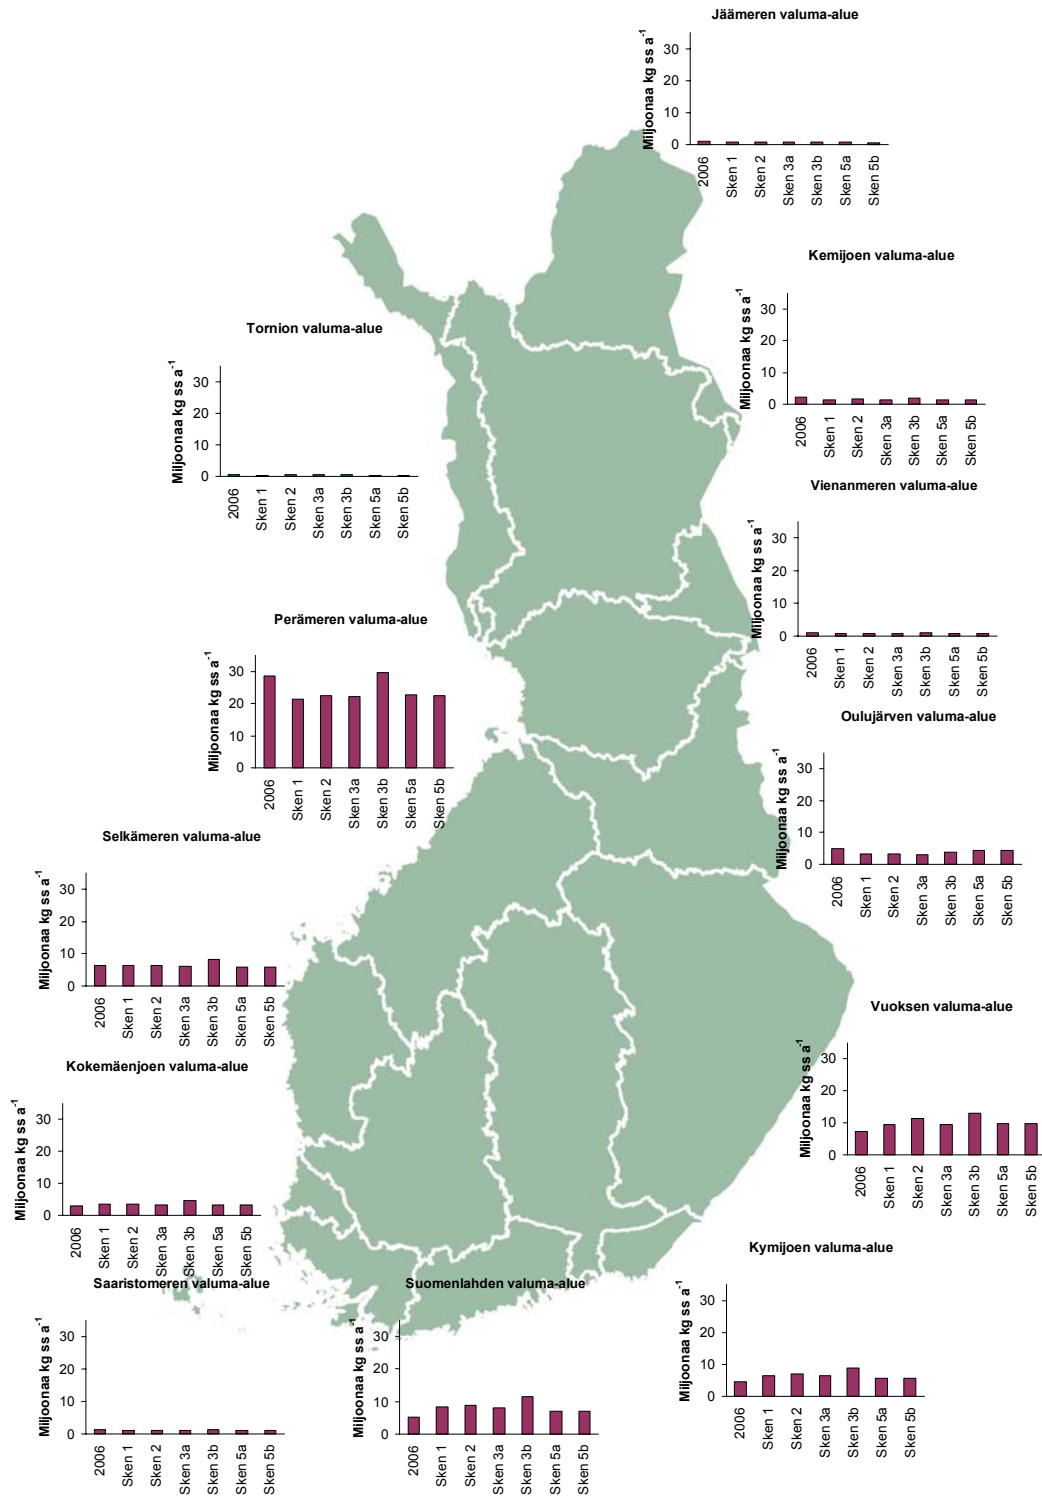 Jäämeren valuma-alue
Miljoonaa kg ss a-1
30
20
10
0
2006
Sken 1
Sken 2
Sken 3a
Sken 3b
Sken 5a
Sken 5b
Kemijoen valuma-alue
Miljoonaa kg ss a-1
30
20
10
0
2006
Sken 1
Sken 2
Sken 3a
Sken 3b
Sken 5a
Sken 5b
Tornion valuma-alue
Miljoonaa kg ss a-1
30
20
10
0
2006
Sken 1
Sken 2
Sken 3a
Sken 3b
Sken 5a
Sken 5b
Vienanmeren valuma-alue
Miljoonaa kg ss a-1
30
20
10
0
2006
Sken 1
Sken 2
Sken 3a
Sken 3b
Sken 5a
Sken 5b
Perämeren valuma-alue
Miljoonaa kg ss a-1
30
20
10
0
2006
Sken 1
Sken 2
Sken 3a
Sken 3b
Sken 5a
Sken 5b
Oulujärven valuma-alue
Miljoonaa kg ss a-1
30
20
10
0
2006
Sken 1
Sken 2
Sken 3a
Sken 3b
Sken 5a
Sken 5b
Selkämeren valuma-alue
Miljoonaa kg ss a-1
30
20
10
0
2006
Sken 1
Sken 2
Sken 3a
Sken 3b
Sken 5a
Sken 5b
Vuoksen valuma-alue
Miljoonaa kg ss a-1
30
20
10
0
2006
Sken 1
Sken 2
Sken 3a
Sken 3b
Sken 5a
Sken 5b
Kokemäenjoen valuma-alue
Miljoonaa kg ss a-1
30
20
10
0
2006
Sken 1
Sken 2
Sken 3a
Sken 3b
Sken 5a
Sken 5b
Kymijoen valuma-alue
Miljoonaa kg ss a-1
30
20
10
0
2006
Sken 1
Sken 2
Sken 3a
Sken 3b
Sken 5a
Sken 5b
Saaristomeren valuma-alue
Miljoonaa kg ss a-1
30
20
10
0
2006
Sken 1
Sken 2
Sken 3a
Sken 3b
Sken 5a
Sken 5b
Suomenlahden valuma-alue
Miljoonaa kg ss a-1
30
20
10
0
2006
Sken 1
Sken 2
Sken 3a
Sken 3b
Sken 5a
Sken 5b